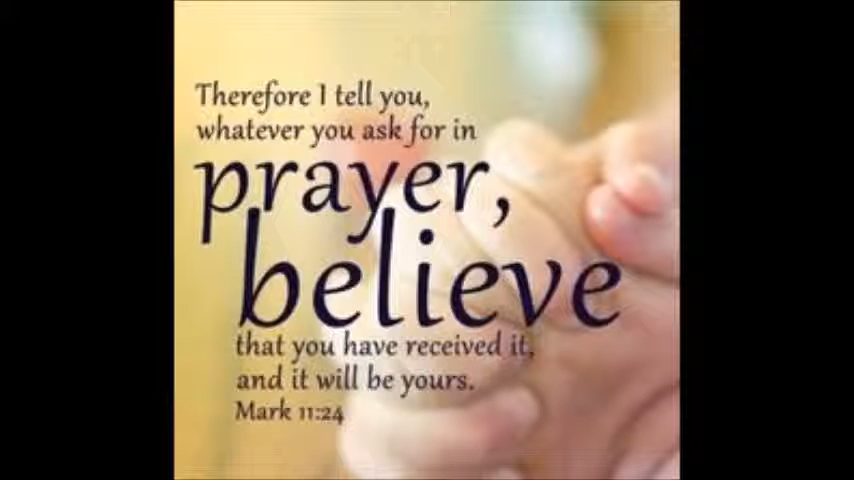 Therefore I tell you,
whatever you ask for in
prayer,
believe
that you have received it,
and it will be yours.
Mark 11:24